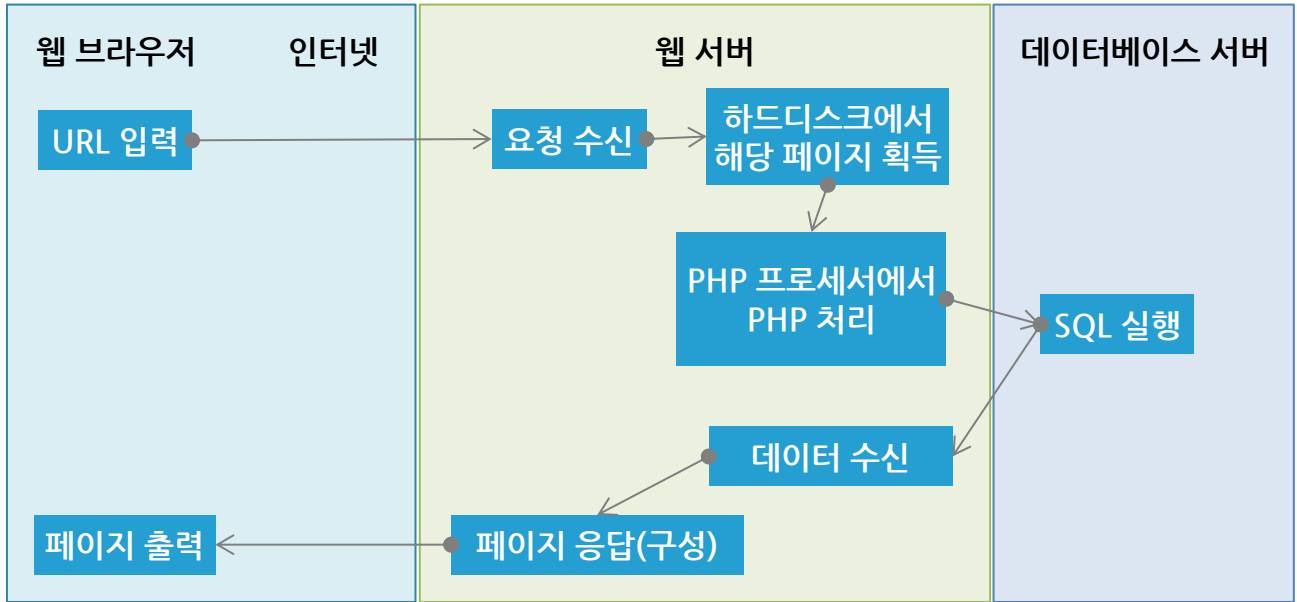 웹 브라우저 인터넷 웹 서버 데이터베이스 서버
URL 입력
요청 수신
하드디스크에서
해당 페이지 획득
PHP 프로세서에서
PHP 처리
SQL 실행
데이터 수신
페이지 응답(구성)
페이지 출력